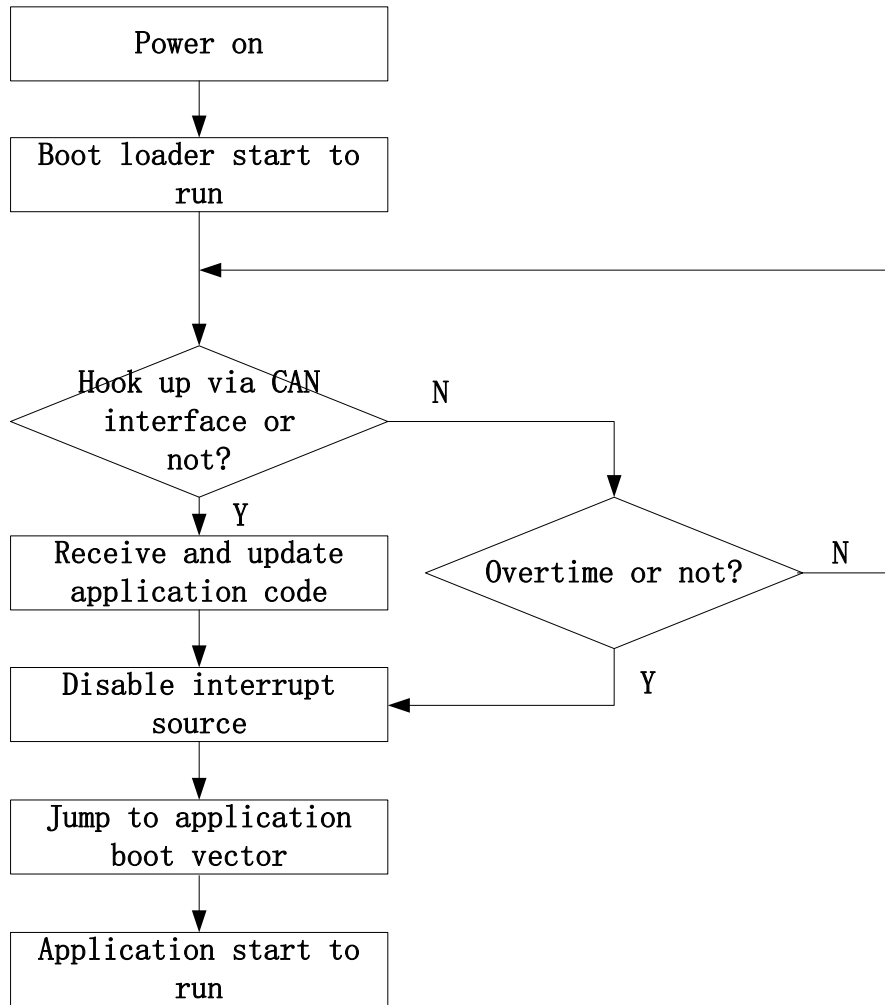 Power on
Boot loader start to
run
Hook up via CAN
interface or
not?
N
Y
Receive and update
application code
Overtime or not?
N
Y
Disable interrupt
source
Jump to application
boot vector
Application start to
run